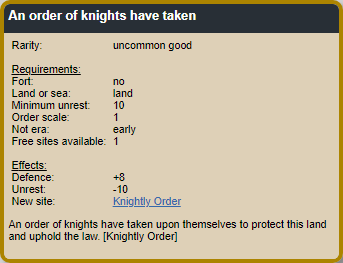 An order of knights have taken
Rarity: uncommon good
Requirements:
Fort: no
Land or sea: land
Minimum unrest: 10
Order scale: 1
Not era: early
Free sites available: 1
Effects:
Defence: +8
Unrest: -10
New site: Knightly Order
An order of knights have taken upon themselves to protect this land
and uphold the law. [Knightly Order]